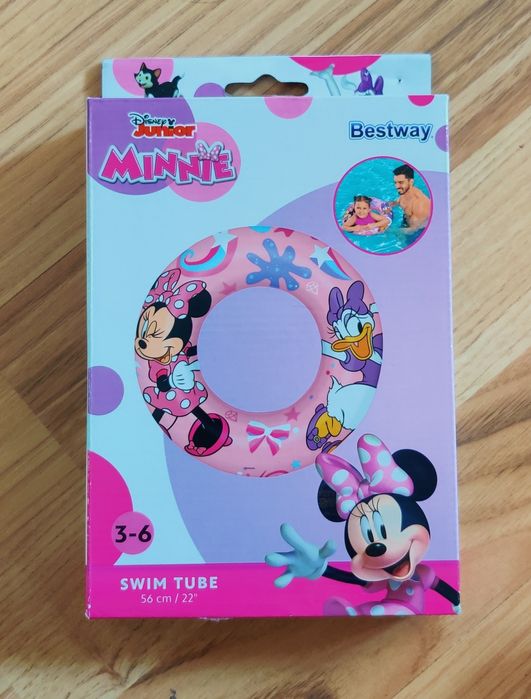 Disney
Junior
MINNIE
Bestway
3-6
SWIM TUBE
56 cm / 22"